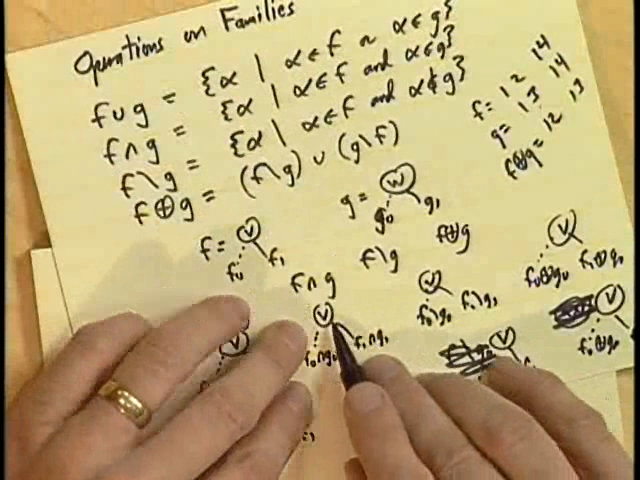 Operations on Families
f∪g = {α | α∈f or α∈g}
f∩g = {α | α∈f and α∈g}
f\g = {α | α∈f and α∉g}
f⊕g = (f\g) ∪ (g\f)
f = 12 14
g = 13 14
f⊕g = 12 13
f = V
f₀ f₁
g = W
g₀ g₁
f∩g
V
f₀∩g₀ f₁∩g₁
f\g
V
f₀\g₀ f₁\g₁
f⊕g
V
f₀⊕g₀ f₁⊕g₁
V
V
f₀⊕g₀